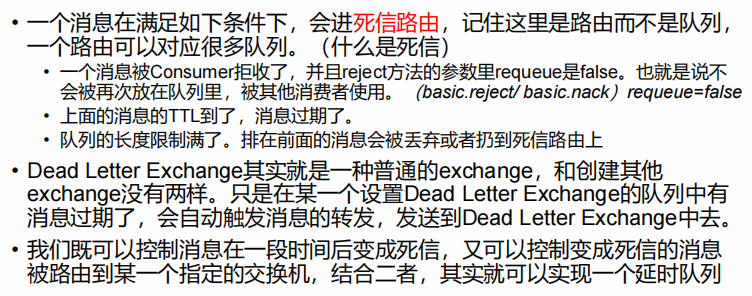 • 一个消息在满足如下条件下，会进死信路由，记住这里是路由而不是队列，
一个路由可以对应很多队列。（什么是死信）
• 一个消息被Consumer拒收了，并且reject方法的参数里requeue是false。也就是说不
会被再次放在队列里，被其他消费者使用。（basic.reject/ basic.nack）requeue=false
• 上面的消息的TTL到了，消息过期了。
• 队列的长度限制满了。排在前面的消息会被丢弃或者扔到死信路由上
• Dead Letter Exchange其实就是一种普通的exchange，和创建其他
exchange没有两样。只是在某一个设置Dead Letter Exchange的队列中有
消息过期了，会自动触发消息的转发，发送到Dead Letter Exchange中去。
• 我们既可以控制消息在一段时间后变成死信，又可以控制变成死信的消息
被路由到某一个指定的交换机，结合二者，其实就可以实现一个延时队列